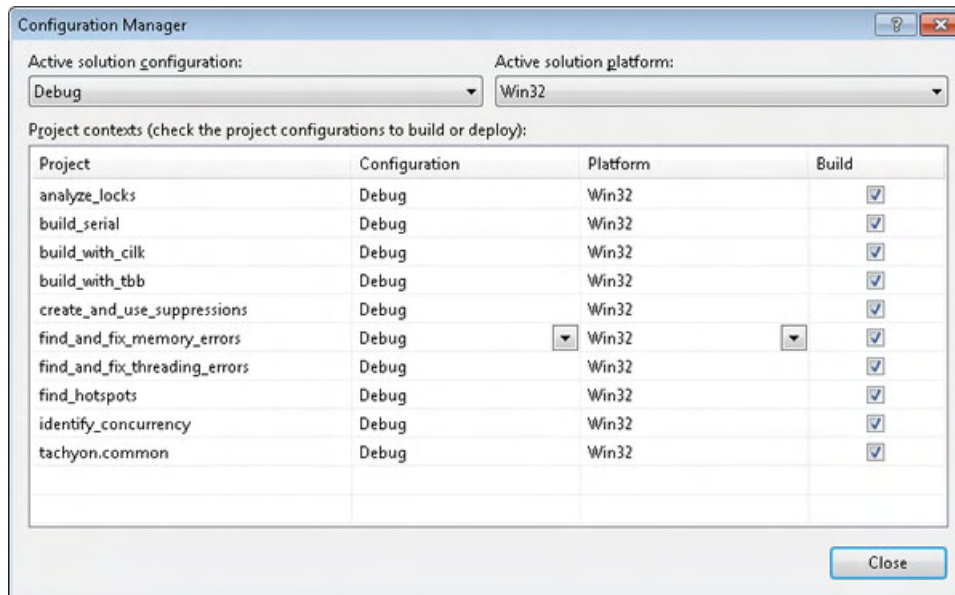 Configuration Manager
Active solution configuration: Active solution platform:
Debug Win32
Project contexts (check the project configurations to build or deploy):
Project Configuration Platform Build
analyze_locks Debug Win32
build_serial Debug Win32
build_with_cilk Debug Win32
build_with_tbb Debug Win32
create_and_use_suppressions Debug Win32
find_and_fix_memory_errors Debug Win32
find_and_fix_threading_errors Debug Win32
find_hotspots Debug Win32
identify_concurrency Debug Win32
tachyon.common Debug Win32
Close